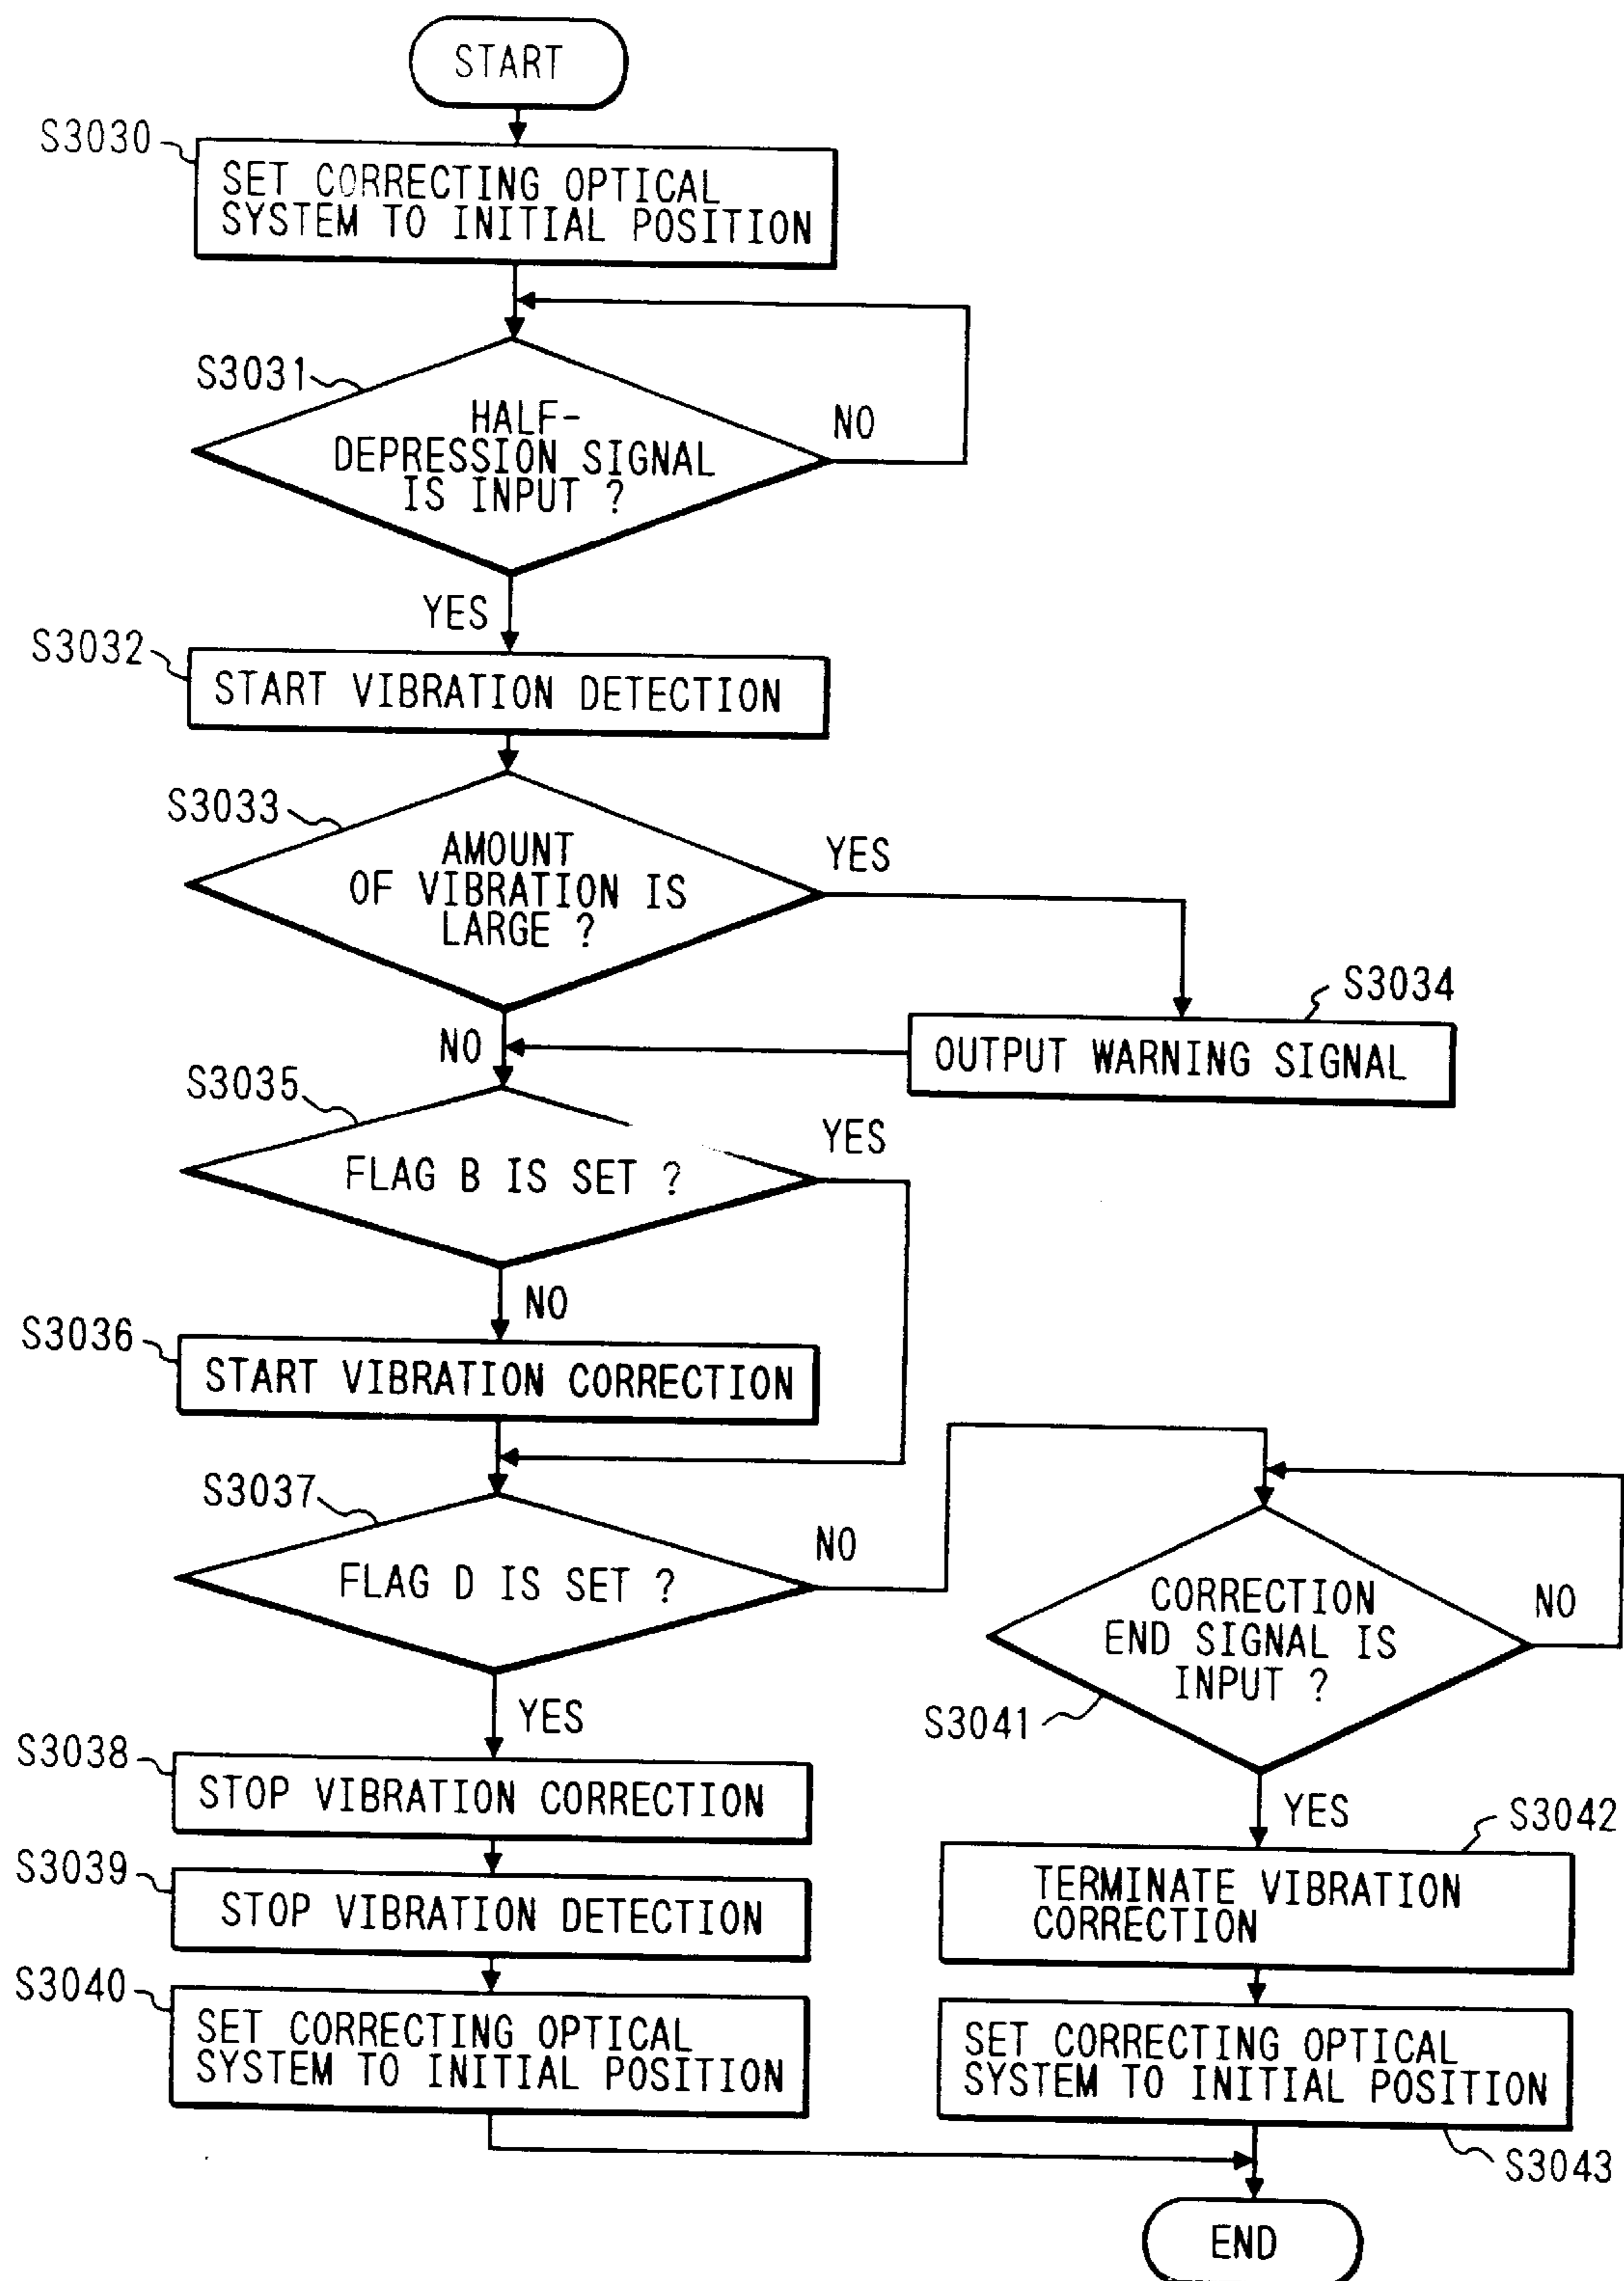 START
S3030
SET CORRECTING OPTICAL
SYSTEM TO INITIAL POSITION
S3031
HALF-
DEPRESSION SIGNAL
IS INPUT ?
NO
YES
S3032
START VIBRATION DETECTION
S3033
AMOUNT
OF VIBRATION IS
LARGE ?
YES
NO
S3034
OUTPUT WARNING SIGNAL
S3035
FLAG B IS SET ?
YES
NO
S3036
START VIBRATION CORRECTION
S3037
FLAG D IS SET ?
NO
YES
S3038
STOP VIBRATION CORRECTION
S3039
STOP VIBRATION DETECTION
S3040
SET CORRECTING OPTICAL
SYSTEM TO INITIAL POSITION
CORRECTION
END SIGNAL IS
INPUT ?
NO
S3041
YES
S3042
TERMINATE VIBRATION
CORRECTION
SET CORRECTING OPTICAL
SYSTEM TO INITIAL POSITION
S3043
END